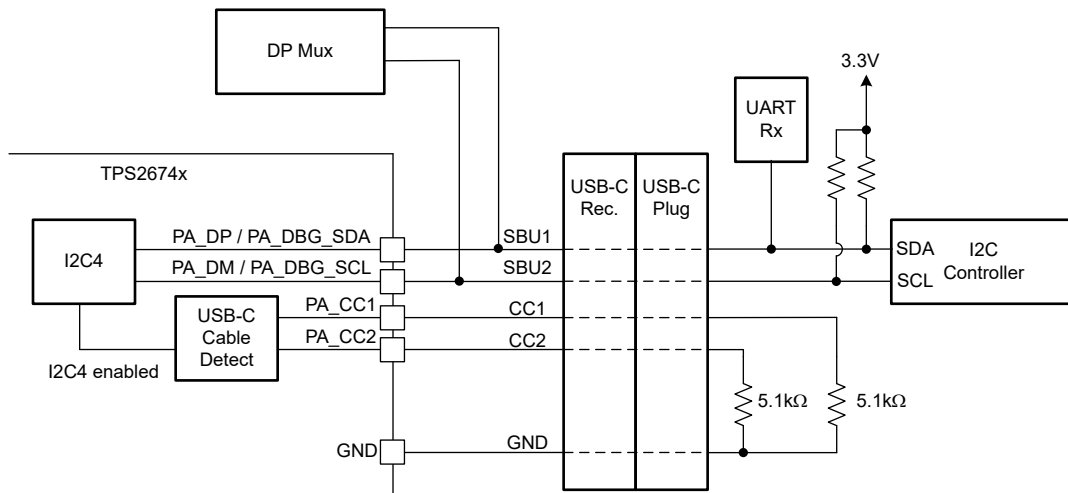 DP Mux
3.3V
UART
Rx
TPS2674x
USB-C
Rec.
USB-C
Plug
I2C4
PA_DP / PA_DBG_SDA
SBU1
SDA
I2C
Controller
PA_DM / PA_DBG_SCL
SBU2
SCL
USB-C
Cable
Detect
PA_CC1
CC1
PA_CC2
CC2
I2C4 enabled
5.1kΩ
5.1kΩ
GND
GND